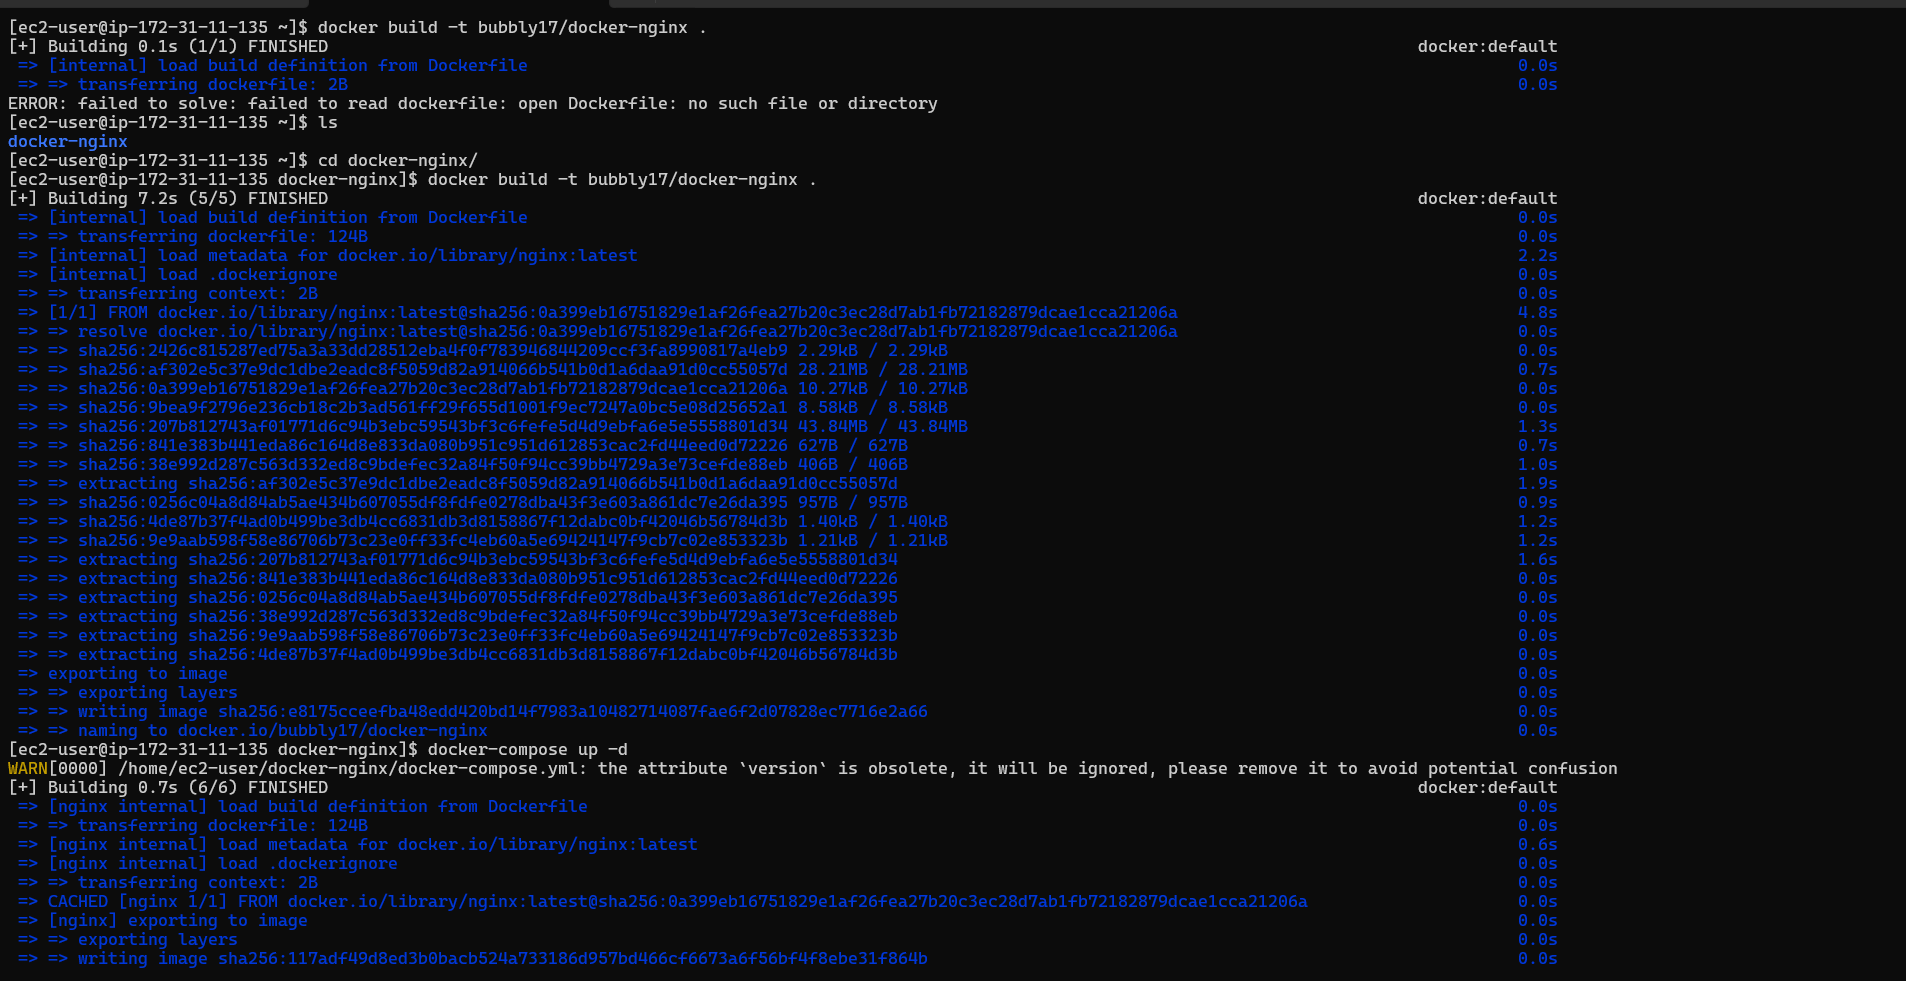 [ec2-user@ip-172-31-11-135 ~]$ docker build -t bubbly17/docker-nginx .
[+] Building 0.1s (1/1) FINISHED docker:default
=> [internal] load build definition from Dockerfile 0.0s
=> => transferring dockerfile: 2B 0.0s
ERROR: failed to solve: failed to read dockerfile: open Dockerfile: no such file or directory
[ec2-user@ip-172-31-11-135 ~]$ ls
docker-nginx
[ec2-user@ip-172-31-11-135 ~]$ cd docker-nginx/
[ec2-user@ip-172-31-11-135 docker-nginx]$ docker build -t bubbly17/docker-nginx .
[+] Building 7.2s (5/5) FINISHED docker:default
=> [internal] load build definition from Dockerfile 0.0s
=> => transferring dockerfile: 124B 0.0s
=> [internal] load metadata for docker.io/library/nginx:latest 2.2s
=> [internal] load .dockerignore 0.0s
=> => transferring context: 2B 0.0s
=> [1/1] FROM docker.io/library/nginx:latest@sha256:0a399eb16751829e1af26fea27b20c3ec28d7ab1fb72182879dcae1cca21206a 4.8s
=> => resolve docker.io/library/nginx:latest@sha256:0a399eb16751829e1af26fea27b20c3ec28d7ab1fb72182879dcae1cca21206a 0.0s
=> => sha256:2426c815287ed75a3a33dd28512eba4f0f783946844209ccf3fa8990817a4eb9 2.29kB / 2.29kB 0.0s
=> => sha256:af302e5c37e9dc1dbe2eadc8f5059d82a914066b541b0d1a6daa91d0cc55057d 28.21MB / 28.21MB 0.7s
=> => sha256:0a399eb16751829e1af26fea27b20c3ec28d7ab1fb72182879dcae1cca21206a 10.27kB / 10.27kB 0.0s
=> => sha256:9bea9f2796e236cb18c2b3ad561ff29f655d1001f9ec7247a0bc5e08d25652a1 8.58kB / 8.58kB 0.0s
=> => sha256:207b812743af01771d6c94b3ebc59543bf3c6fefe5d4d9ebfa6e5e5558801d34 43.84MB / 43.84MB 1.3s
=> => sha256:841e383b441eda86c164d8e833da080b951c951d612853cac2fd44eed0d72226 627B / 627B 0.7s
=> => sha256:38e992d287c563d332ed8c9bdefec32a84f50f94cc39bb4729a3e73cefde88eb 406B / 406B 1.0s
=> => extracting sha256:af302e5c37e9dc1dbe2eadc8f5059d82a914066b541b0d1a6daa91d0cc55057d 1.9s
=> => sha256:0256c04a8d84ab5ae434b607055df8fdfe0278dba43f3e603a861dc7e26da395 957B / 957B 0.9s
=> => sha256:4de87b37f4ad0b499be3db4cc6831db3d8158867f12dabc0bf42046b56784d3b 1.40kB / 1.40kB 1.2s
=> => sha256:9e9aab598f58e86706b73c23e0ff33fc4eb60a5e69424147f9cb7c02e853323b 1.21kB / 1.21kB 1.2s
=> => extracting sha256:207b812743af01771d6c94b3ebc59543bf3c6fefe5d4d9ebfa6e5e5558801d34 1.6s
=> => extracting sha256:841e383b441eda86c164d8e833da080b951c951d612853cac2fd44eed0d72226 0.0s
=> => extracting sha256:0256c04a8d84ab5ae434b607055df8fdfe0278dba43f3e603a861dc7e26da395 0.0s
=> => extracting sha256:38e992d287c563d332ed8c9bdefec32a84f50f94cc39bb4729a3e73cefde88eb 0.0s
=> => extracting sha256:9e9aab598f58e86706b73c23e0ff33fc4eb60a5e69424147f9cb7c02e853323b 0.0s
=> => extracting sha256:4de87b37f4ad0b499be3db4cc6831db3d8158867f12dabc0bf42046b56784d3b 0.0s
=> exporting to image 0.0s
=> => exporting layers 0.0s
=> => writing image sha256:e8175cceefba48edd420bd14f7983a10482714087fae6f2d07828ec7716e2a66 0.0s
=> => naming to docker.io/bubbly17/docker-nginx 0.0s
[ec2-user@ip-172-31-11-135 docker-nginx]$ docker-compose up -d
WARN[0000] /home/ec2-user/docker-nginx/docker-compose.yml: the attribute `version` is obsolete, it will be ignored, please remove it to avoid potential confusion
[+] Building 0.7s (6/6) FINISHED docker:default
=> [nginx internal] load build definition from Dockerfile 0.0s
=> => transferring dockerfile: 124B 0.0s
=> [nginx internal] load metadata for docker.io/library/nginx:latest 0.6s
=> [nginx internal] load .dockerignore 0.0s
=> => transferring context: 2B 0.0s
=> CACHED [nginx 1/1] FROM docker.io/library/nginx:latest@sha256:0a399eb16751829e1af26fea27b20c3ec28d7ab1fb72182879dcae1cca21206a 0.0s
=> [nginx] exporting to image 0.0s
=> => exporting layers 0.0s
=> => writing image sha256:117adf49d8ed3b0bacb524a733186d957bd466cf6673a6f56bf4f8ebe31f864b 0.0s